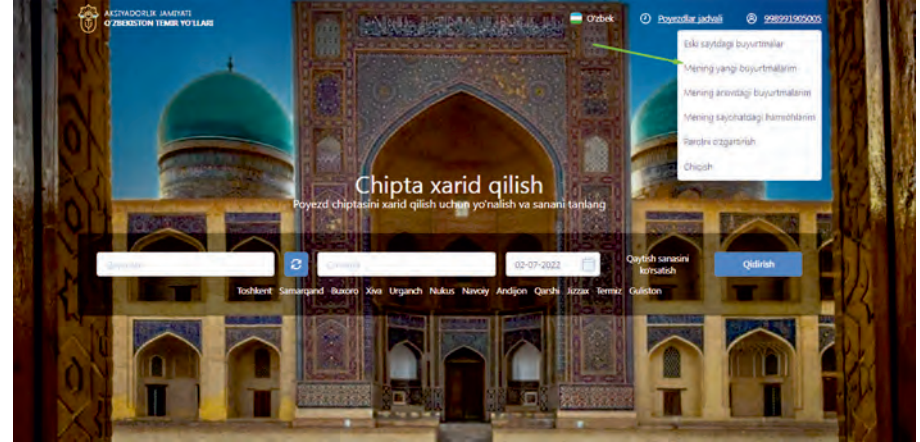 AKSIYADORLIK JAMIYATI
O'ZBEKISTON TEMIR YO'LLARI
O'zbek
Poyezdlar jadvali
998991905005
Eski saytdagi buyurtmalar
Mening yangi buyurtmalarim
Mening arxivdagi buyurtmalarim
Mening sayohatdagi hamrohlarim
Parolni o'zgartirish
Chiqish
Chipta xarid qilish
Poyezd chiptasini xarid qilish uchun yo'nalish va sanani tanlang
02-07-2022
Qaytish sanasini
ko'rsatish
Qidirish
Toshkent Samarqand Buxoro Xiva Urganch Nukus Navoiy Andijon Qarshi Jizzax Termiz Guliston